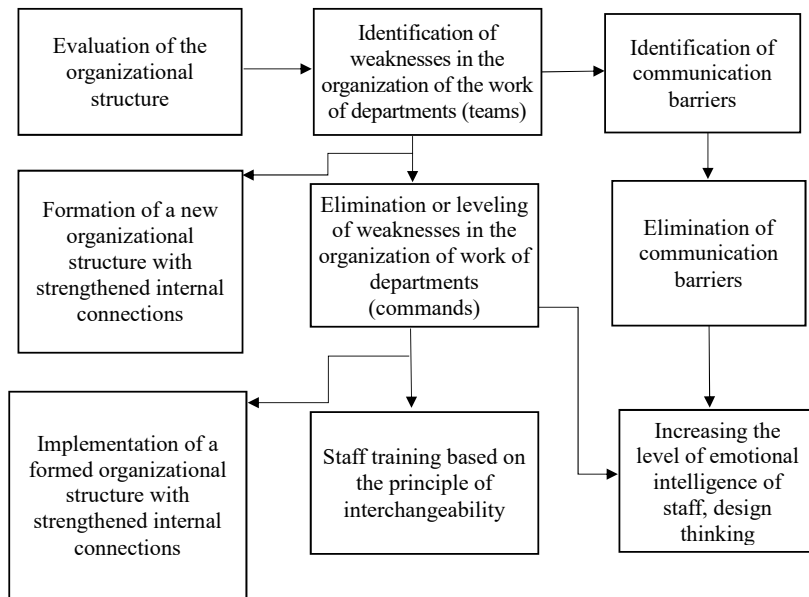 Evaluation of the
organizational
structure
Identification of
weaknesses in the
organization of the work
of departments (teams)
Identification of
communication
barriers
Formation of a new
organizational
structure with
strengthened internal
connections
Elimination or leveling
of weaknesses in the
organization of work of
departments
(commands)
Elimination of
communication
barriers
Implementation of a
formed organizational
structure with
strengthened internal
connections
Staff training based on
the principle of
interchangeability
Increasing the
level of emotional
intelligence of
staff, design
thinking